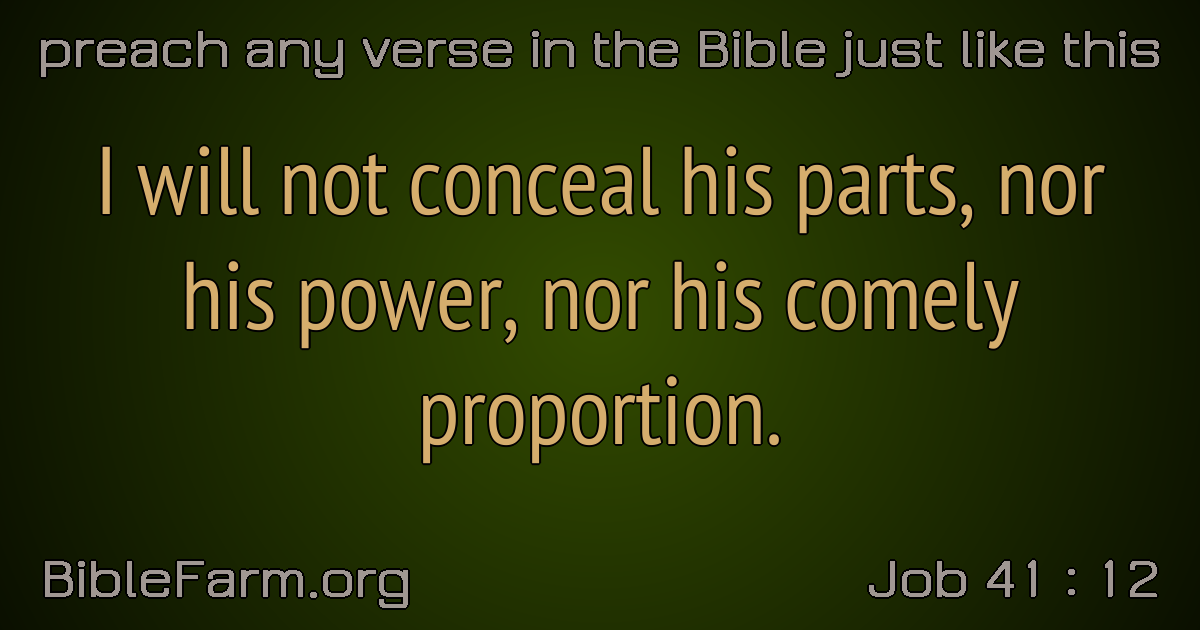 preach any verse in the Bible just like this
I will not conceal his parts, nor
his power, nor his comely
proportion.
BibleFarm.org
Job 41 : 12